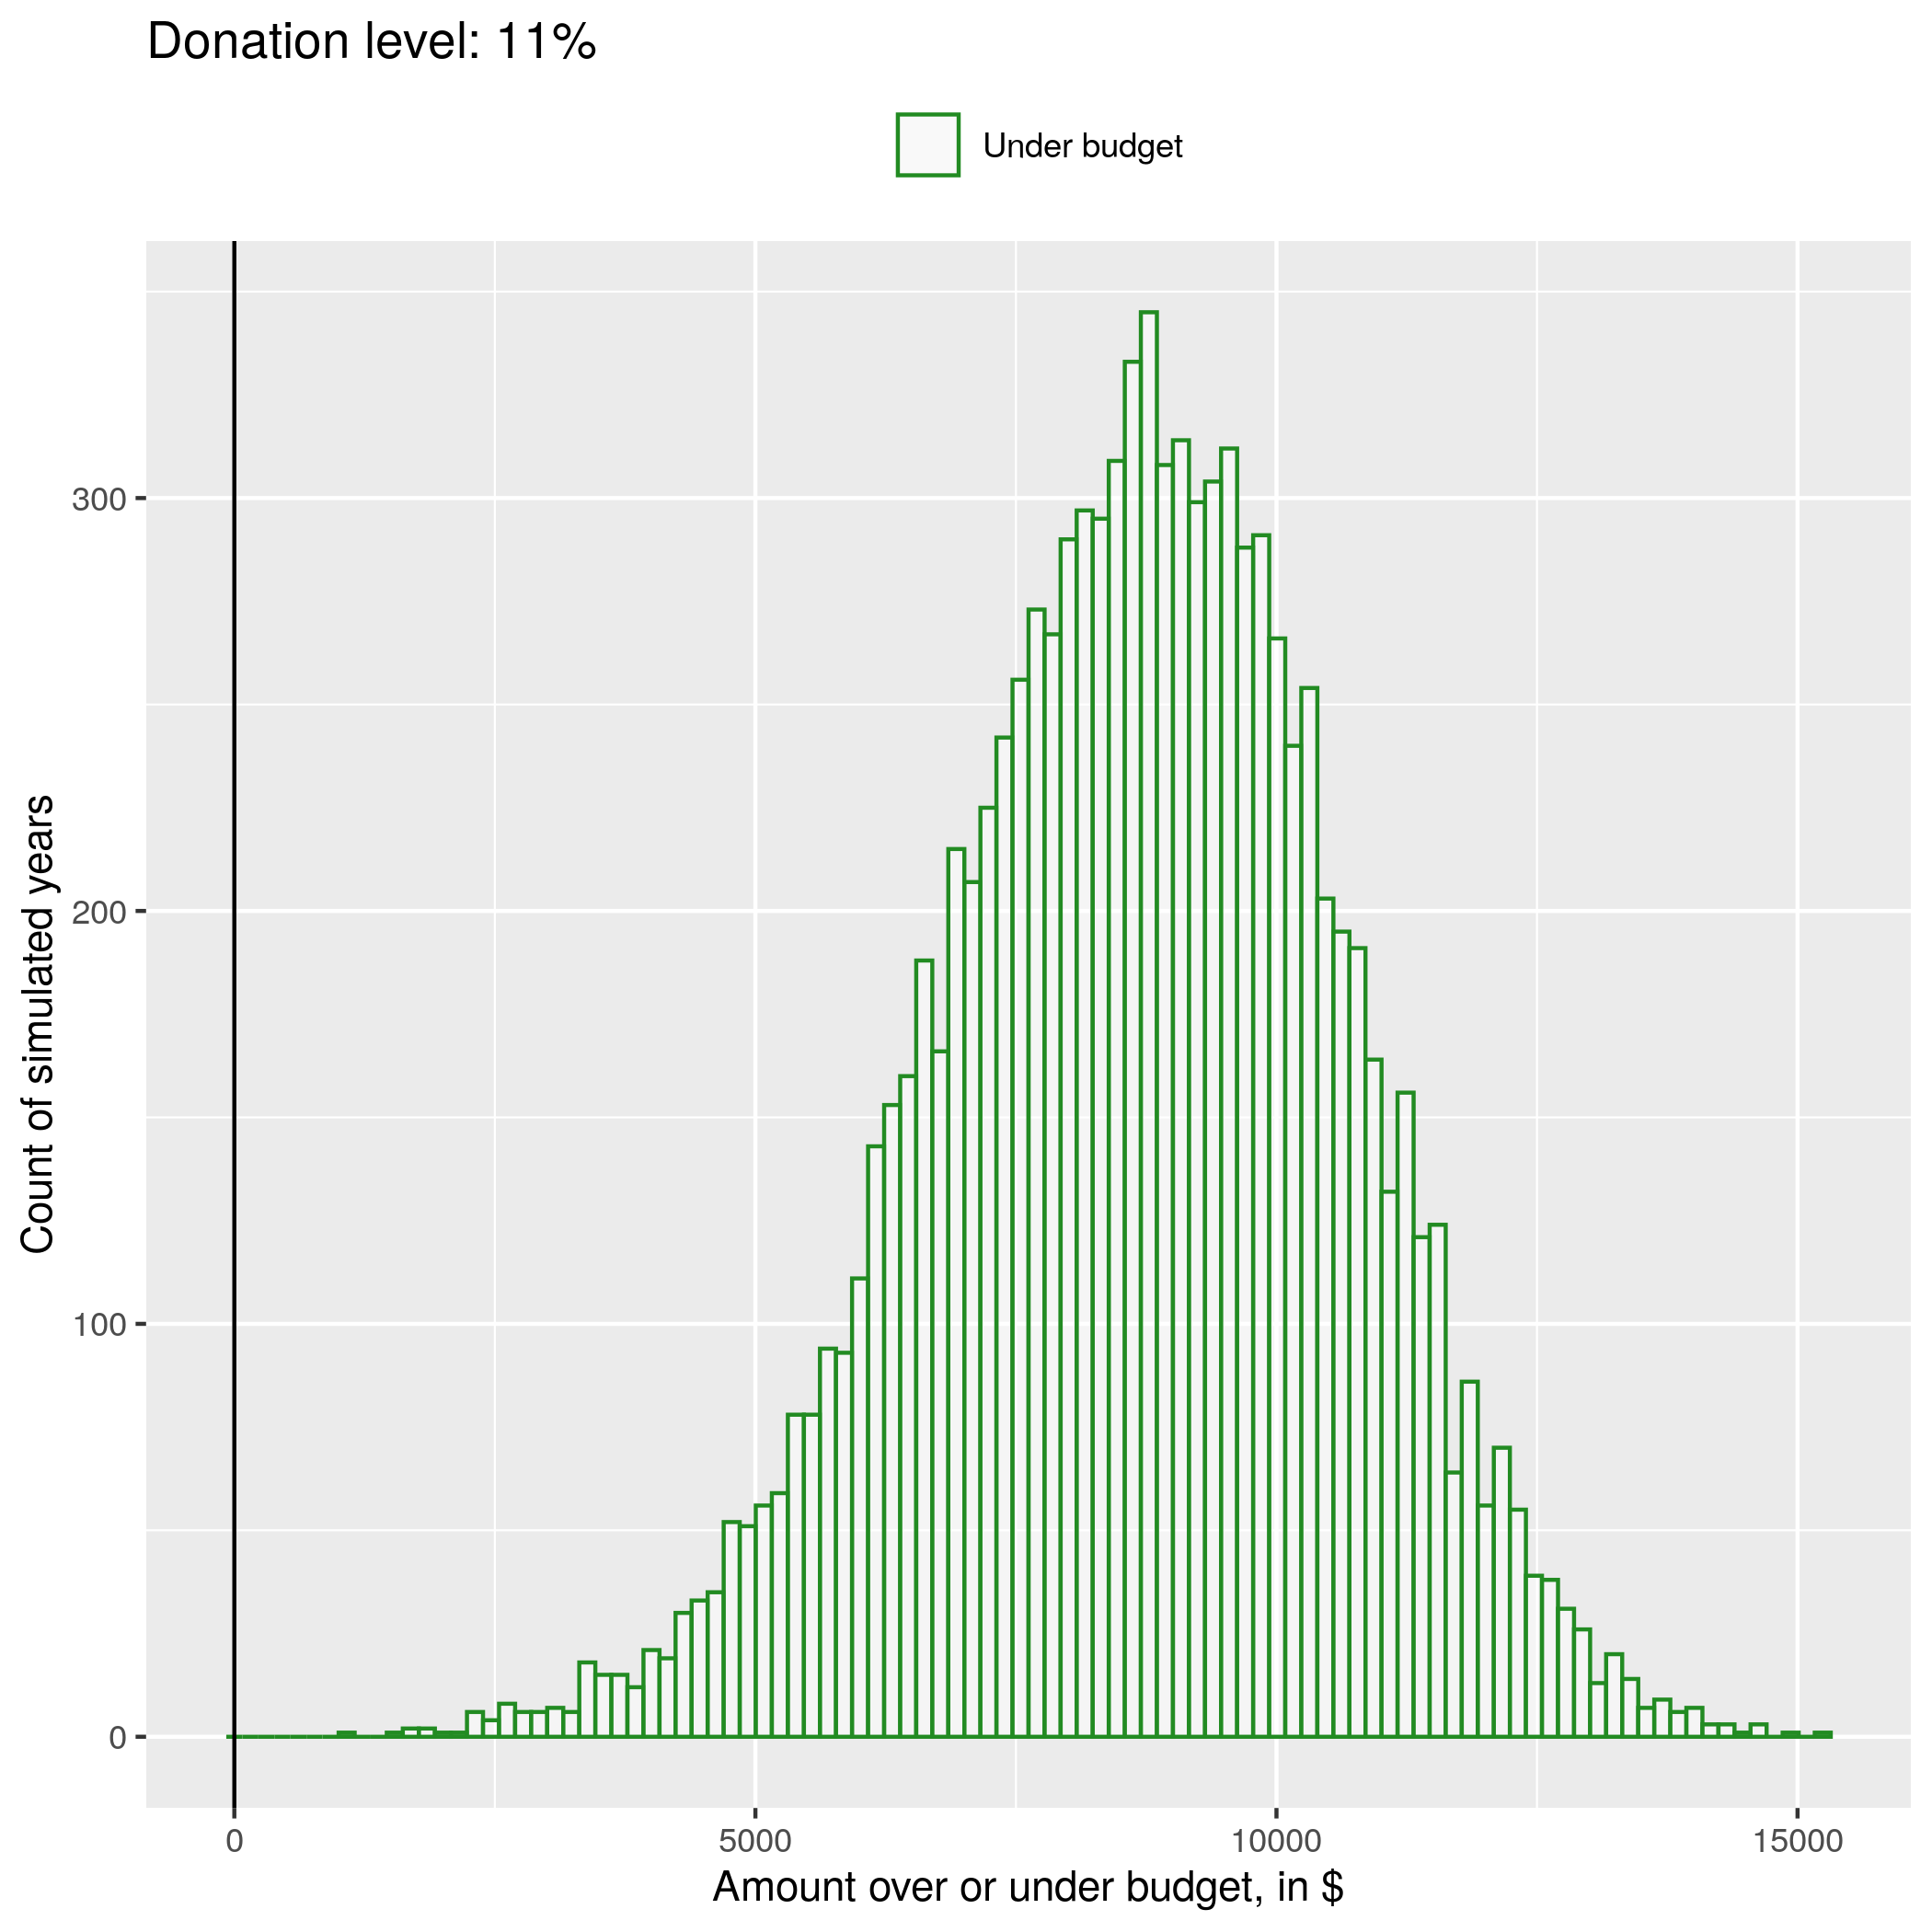 Donation level: 11%
Under budget
Count of simulated years
300
200
100
0
0
5000
10000
15000
Amount over or under budget, in $